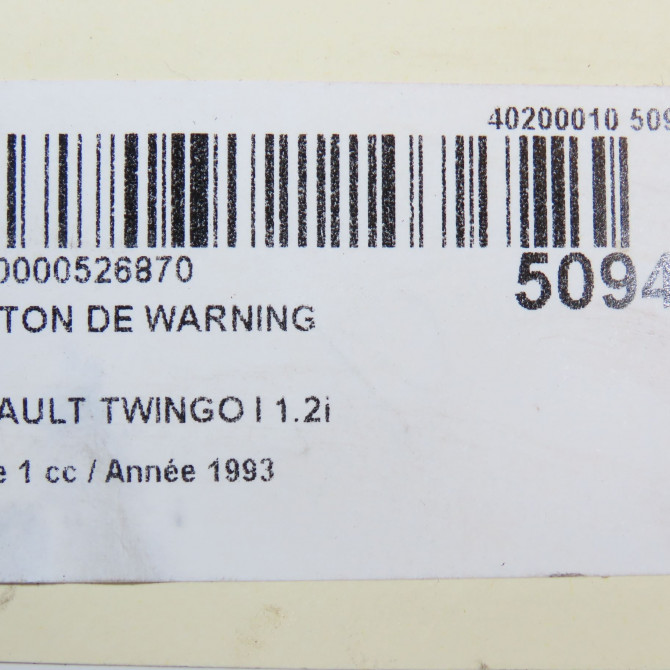 40200010 509
0000526870
5094
TON DE WARNING
AULT TWINGO I 1.2i
e 1 cc / Année 1993